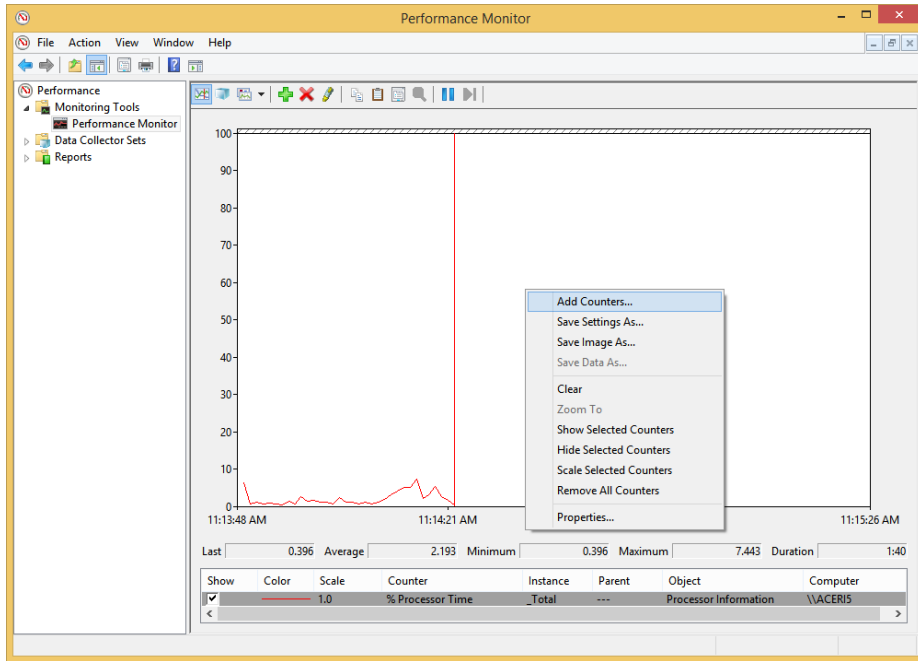 Performance Monitor
File Action View Window Help
Performance
Monitoring Tools
Performance Monitor
Data Collector Sets
Reports
100
90
80
70
60
50
40
30
20
10
0
11:13:48 AM 11:14:21 AM 11:15:26 AM
Add Counters...
Save Settings As...
Save Image As...
Save Data As...
Clear
Zoom To
Show Selected Counters
Hide Selected Counters
Scale Selected Counters
Remove All Counters
Properties...
Last 0.396 Average 2.193 Minimum 0.396 Maximum 7.443 Duration 1:40
Show Color Scale Counter Instance Parent Object Computer
1.0 % Processor Time _Total --- Processor Information \\ACERI5